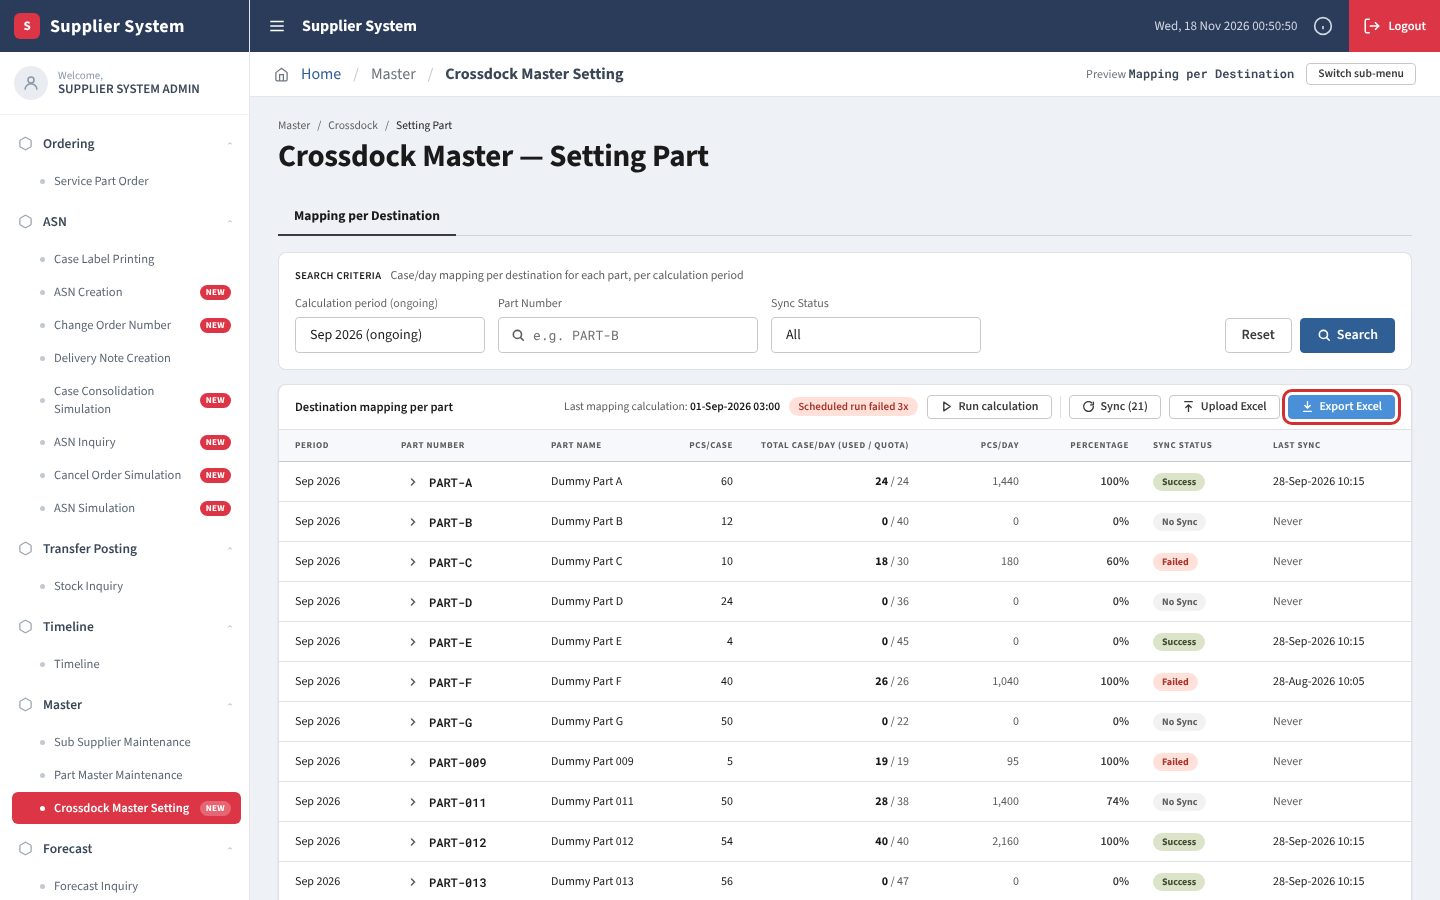 S Supplier System
Supplier System
Wed, 18 Nov 2026 00:50:50
Logout
Welcome,
SUPPLIER SYSTEM ADMIN
Home / Master / Crossdock Master Setting
Preview Mapping per Destination
Switch sub-menu
Ordering
Service Part Order
ASN
Case Label Printing
ASN Creation NEW
Change Order Number NEW
Delivery Note Creation
Case Consolidation
Simulation NEW
ASN Inquiry NEW
Cancel Order Simulation NEW
ASN Simulation NEW
Transfer Posting
Stock Inquiry
Timeline
Timeline
Master
Sub Supplier Maintenance
Part Master Maintenance
Crossdock Master Setting NEW
Forecast
Forecast Inquiry
Master / Crossdock / Setting Part
Crossdock Master — Setting Part
Mapping per Destination
SEARCH CRITERIA Case/day mapping per destination for each part, per calculation period
Calculation period (ongoing) Part Number Sync Status
Sep 2026 (ongoing) e.g. PART-B All Reset Search
Destination mapping per part Last mapping calculation: 01-Sep-2026 03:00 Scheduled run failed 3x Run calculation Sync (21) Upload Excel Export Excel
PERIOD PART NUMBER PART NAME PCS/CASE TOTAL CASE/DAY (USED / QUOTA) PCS/DAY PERCENTAGE SYNC STATUS LAST SYNC
Sep 2026 PART-A Dummy Part A 60 24 / 24 1,440 100% Success 28-Sep-2026 10:15
Sep 2026 PART-B Dummy Part B 12 0 / 40 0 0% No Sync Never
Sep 2026 PART-C Dummy Part C 10 18 / 30 180 60% Failed Never
Sep 2026 PART-D Dummy Part D 24 0 / 36 0 0% No Sync Never
Sep 2026 PART-E Dummy Part E 4 0 / 45 0 0% Success 28-Sep-2026 10:15
Sep 2026 PART-F Dummy Part F 40 26 / 26 1,040 100% Failed 28-Aug-2026 10:05
Sep 2026 PART-G Dummy Part G 50 0 / 22 0 0% No Sync Never
Sep 2026 PART-009 Dummy Part 009 5 19 / 19 95 100% Failed Never
Sep 2026 PART-011 Dummy Part 011 50 28 / 38 1,400 74% No Sync Never
Sep 2026 PART-012 Dummy Part 012 54 40 / 40 2,160 100% Success 28-Sep-2026 10:15
Sep 2026 PART-013 Dummy Part 013 56 0 / 47 0 0% Success 28-Sep-2026 10:15